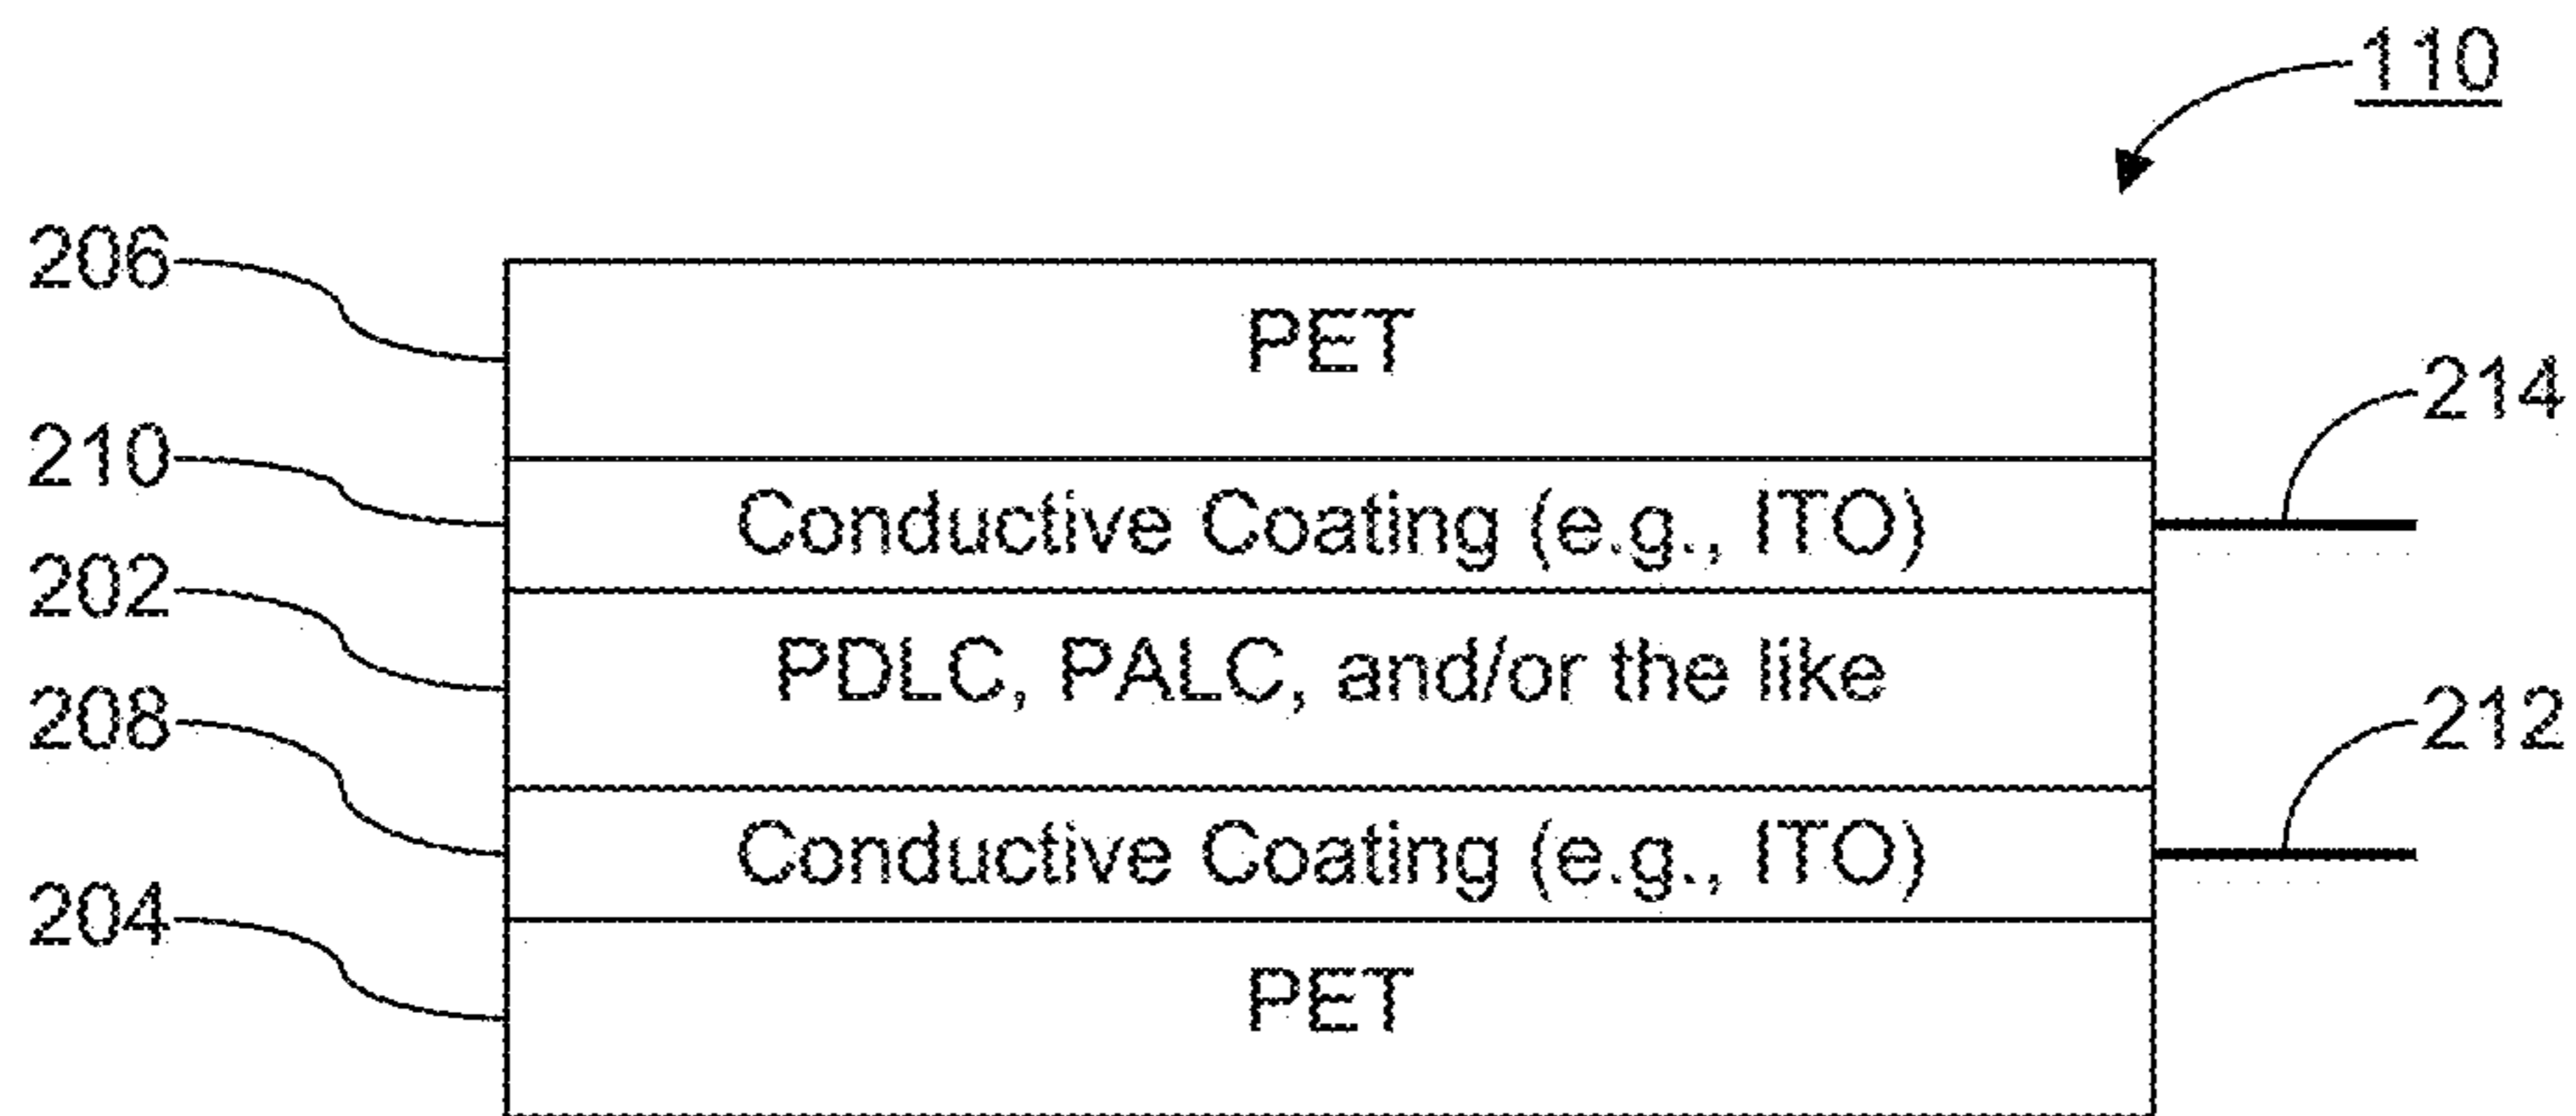 110
206
PET
214
210
Conductive Coating (e.g., ITO)
202
PDLC, PALC, and/or the like
212
208
Conductive Coating (e.g., ITO)
204
PET